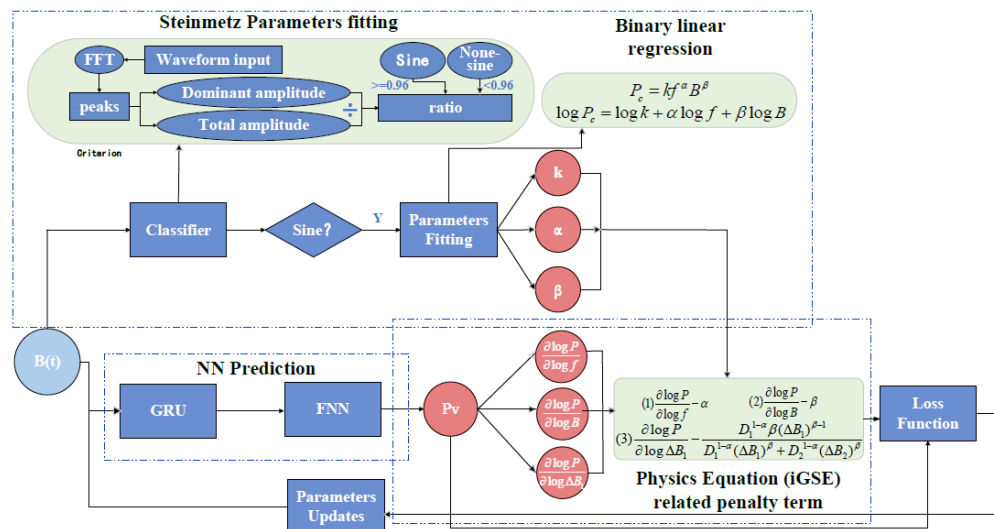 Steinmetz Parameters fitting
Binary linear
regression
FFT
Waveform input
Sine
None-
sine
>=0.96
<0.96
peaks
Dominant amplitude
Total amplitude
÷
ratio
Criterion
P_c = kf^α B^β
log P_c = log k + α log f + β log B
Classifier
Sine?
Y
Parameters
Fitting
k
α
β
B(t)
NN Prediction
GRU
FNN
Pv
∂log P / ∂log f
∂log P / ∂log B
∂log P / ∂log ΔB_1
(1) ∂log P / ∂log f − α
(2) ∂log P / ∂log B − β
(3) ∂log P / ∂log ΔB_1 − D_1^{1−α} β(ΔB_1)^{β−1} / D_1^{1−α}(ΔB_1)^β + D_2^{1−α}(ΔB_2)^β
Loss
Function
Physics Equation (iGSE)
related penalty term
Parameters
Updates